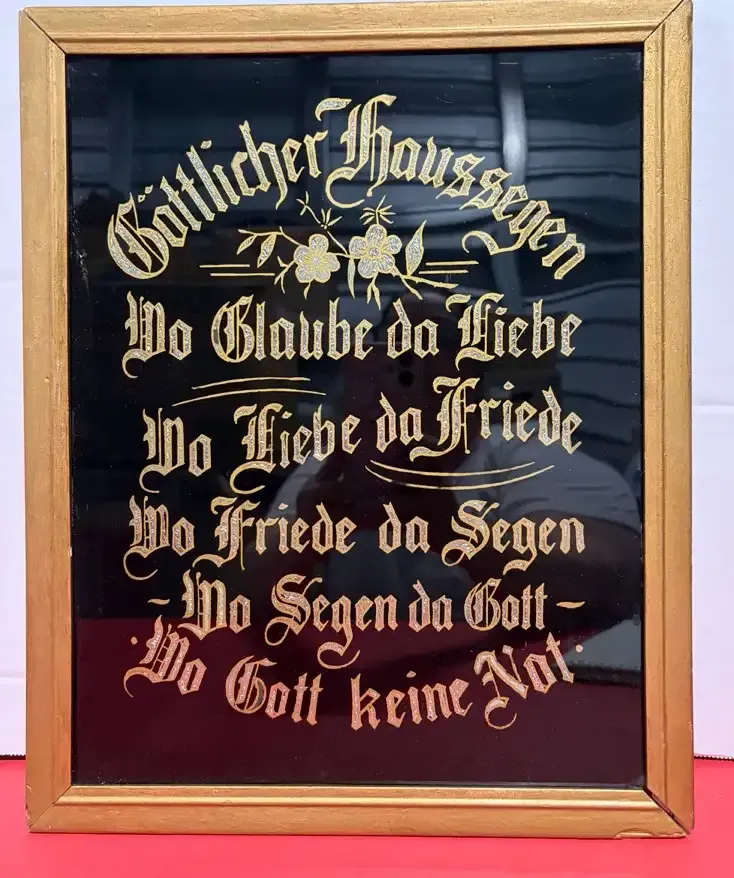 Göttlicher Haussegen
Wo Glaube da Liebe
Wo Liebe da Friede
Wo Friede da Segen
- Wo Segen da Gott -
· Wo Gott keine Not ·